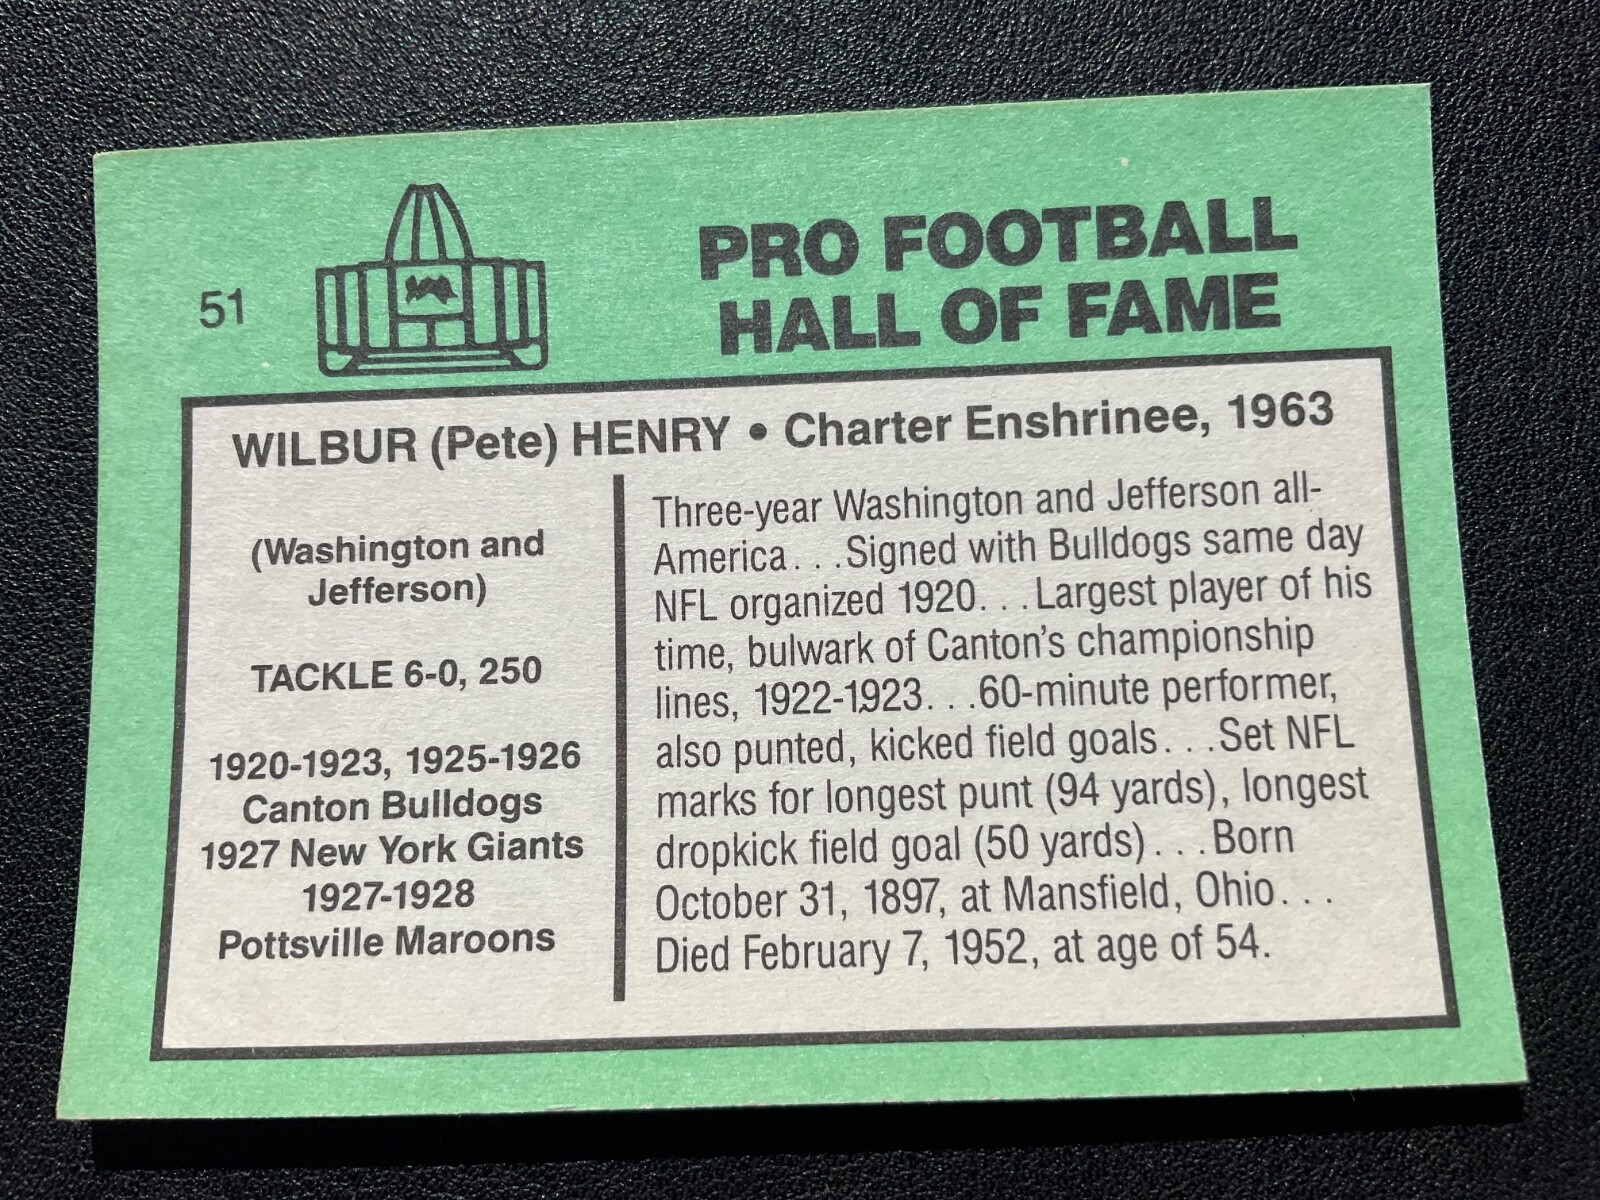 51
PRO FOOTBALL
HALL OF FAME
WILBUR (Pete) HENRY • Charter Enshrinee, 1963
(Washington and
Jefferson)
TACKLE 6-0, 250
1920-1923, 1925-1926
Canton Bulldogs
1927 New York Giants
1927-1928
Pottsville Maroons
Three-year Washington and Jefferson all-
America. . .Signed with Bulldogs same day
NFL organized 1920. . .Largest player of his
time, bulwark of Canton's championship
lines, 1922-1923. . .60-minute performer,
also punted, kicked field goals. . .Set NFL
marks for longest punt (94 yards), longest
dropkick field goal (50 yards). . .Born
October 31, 1897, at Mansfield, Ohio. . .
Died February 7, 1952, at age of 54.